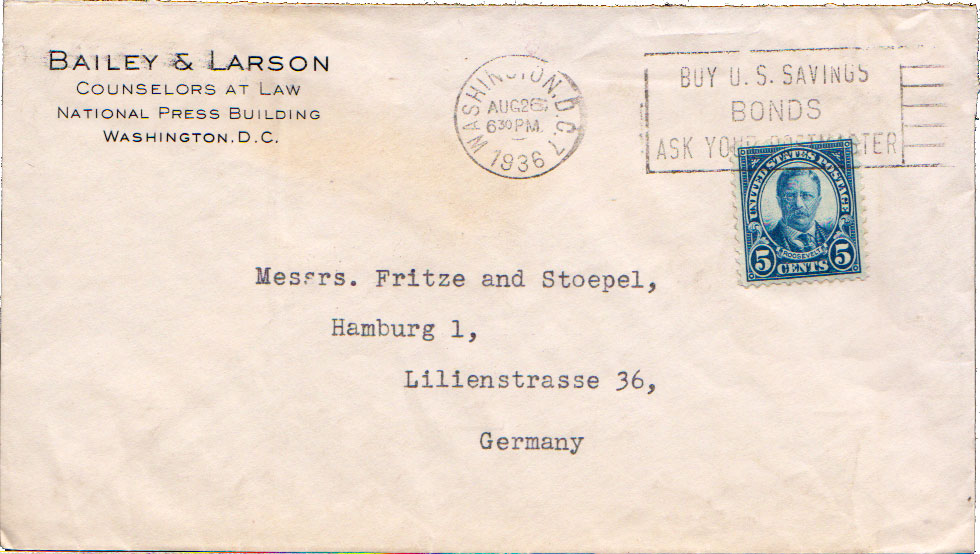 BAILEY & LARSON
COUNSELORS AT LAW
NATIONAL PRESS BUILDING
WASHINGTON, D.C.
WASHINGTON, D.C. 7
AUG 26
6 30 PM
1936
BUY U. S. SAVINGS
BONDS
ASK YOUR POSTMASTER
UNITED STATES POSTAGE
ROOSEVELT
5 CENTS 5
Messrs. Fritze and Stoepel,
Hamburg 1,
Lilienstrasse 36,
Germany